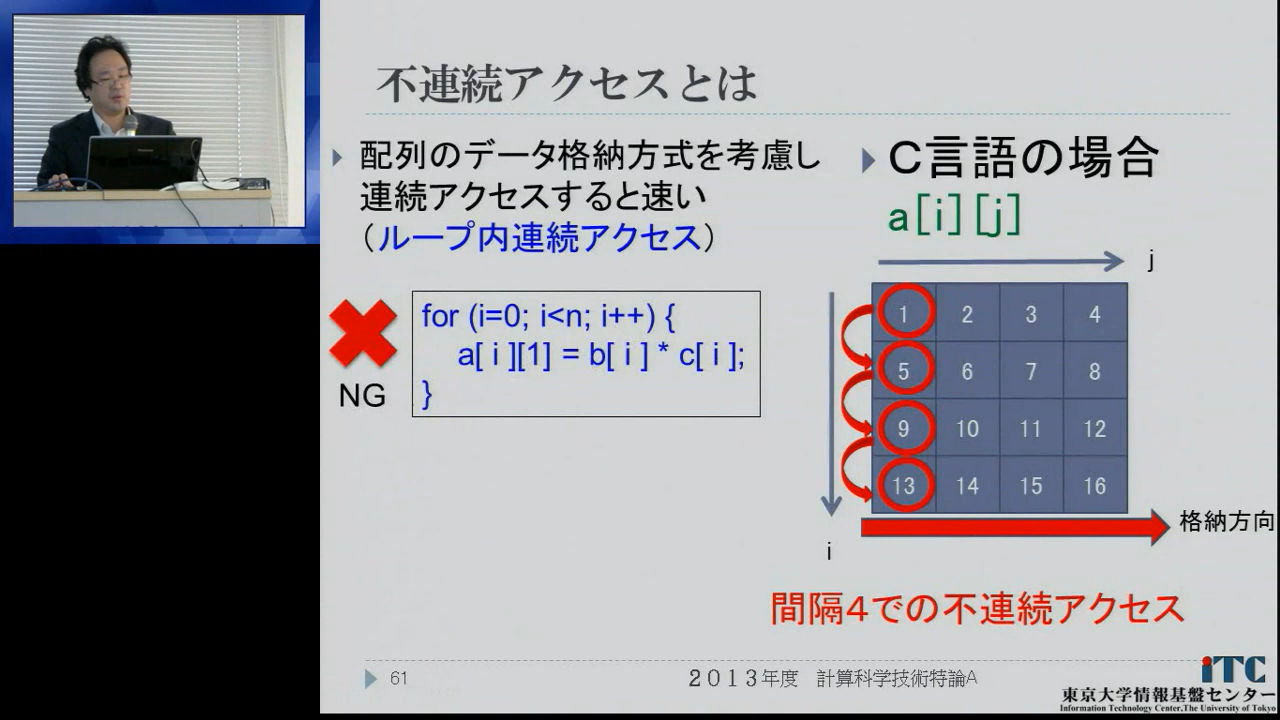 不連続アクセスとは
配列のデータ格納方式を考慮し
連続アクセスすると速い
（ループ内連続アクセス）
NG
for (i=0; i<n; i++) {
a[ i ][1] = b[ i ] * c[ i ];
}
C言語の場合
a[i][j]
j
1 2 3 4
5 6 7 8
9 10 11 12
13 14 15 16
格納方向
i
間隔4での不連続アクセス
61
2013年度 計算科学技術特論A
iTC
東京大学情報基盤センター
Information Technology Center,The University of Tokyo